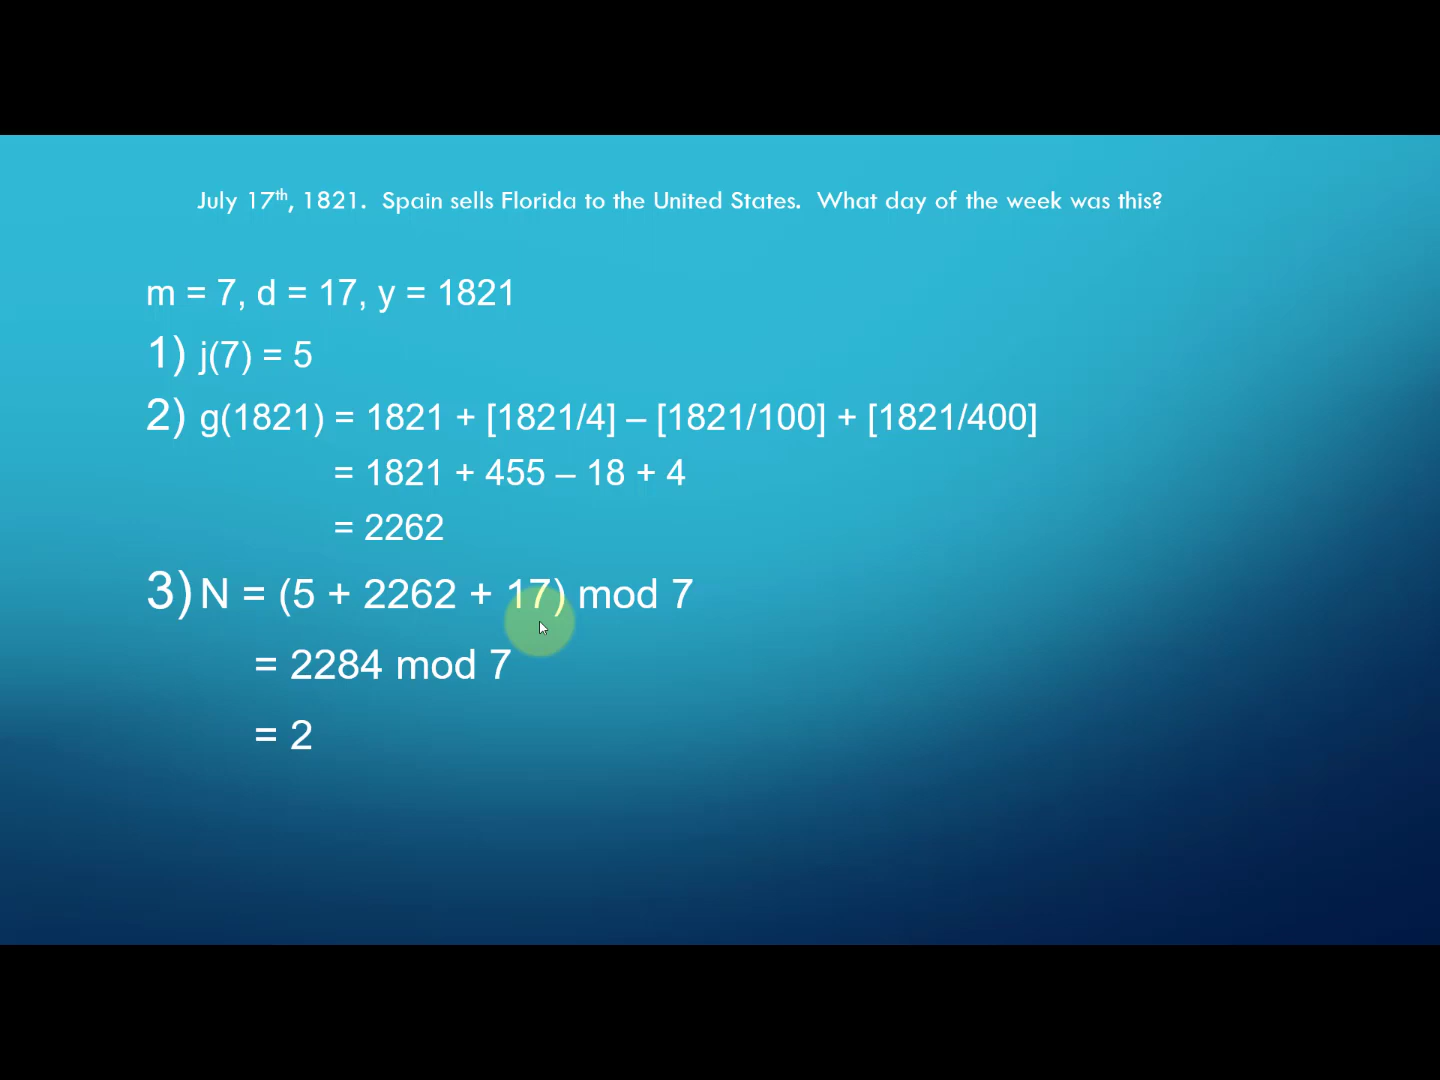 July 17th, 1821.  Spain sells Florida to the United States.  What day of the week was this?
m = 7, d = 17, y = 1821
1) j(7) = 5
2) g(1821) = 1821 + [1821/4] – [1821/100] + [1821/400]
= 1821 + 455 – 18 + 4
= 2262
3) N = (5 + 2262 + 17) mod 7
= 2284 mod 7
= 2